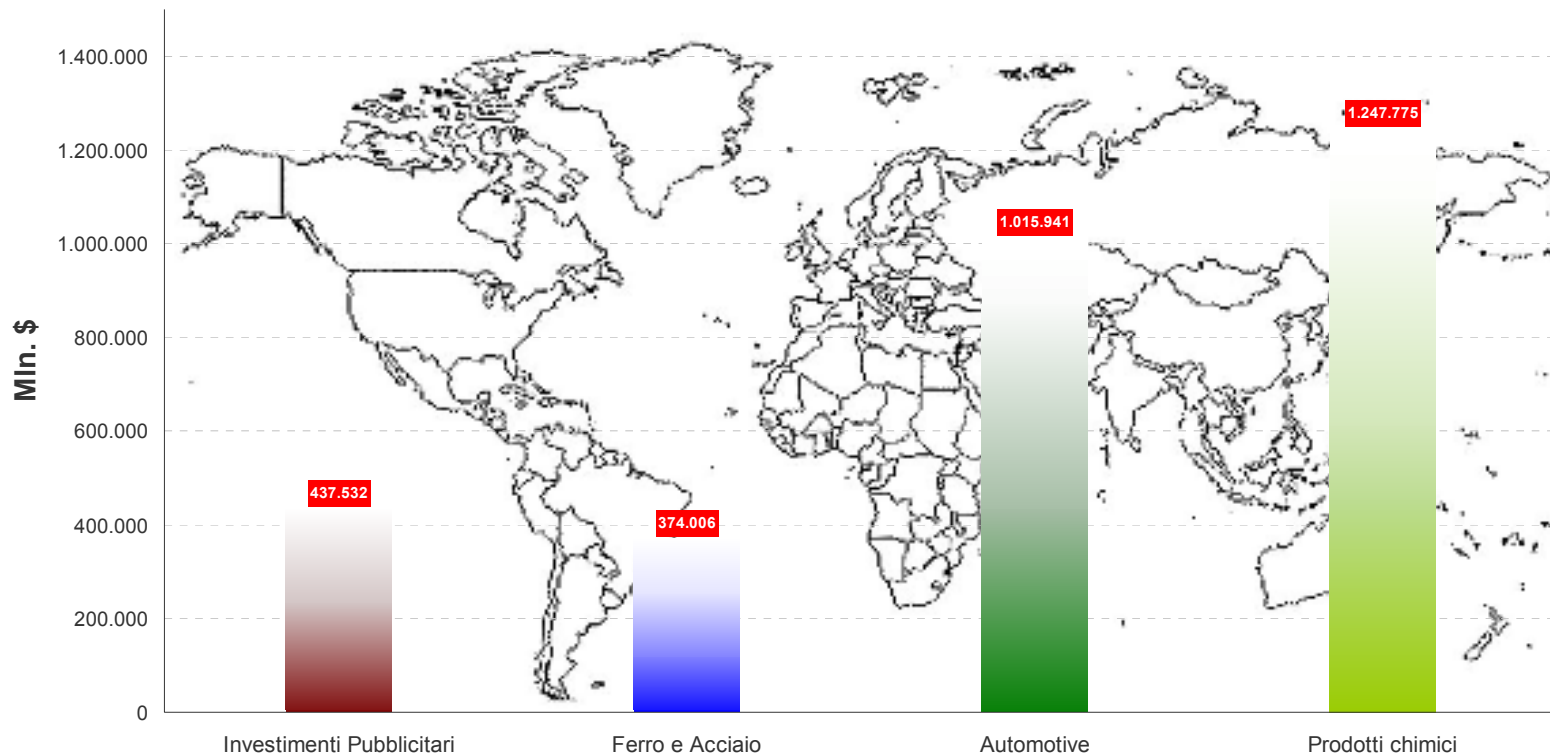 Mln. $
1.400.000
1.200.000
1.000.000
800.000
600.000
400.000
200.000
0
437.532
374.006
1.015.941
1.247.775
Investimenti Pubblicitari
Ferro e Acciaio
Automotive
Prodotti chimici